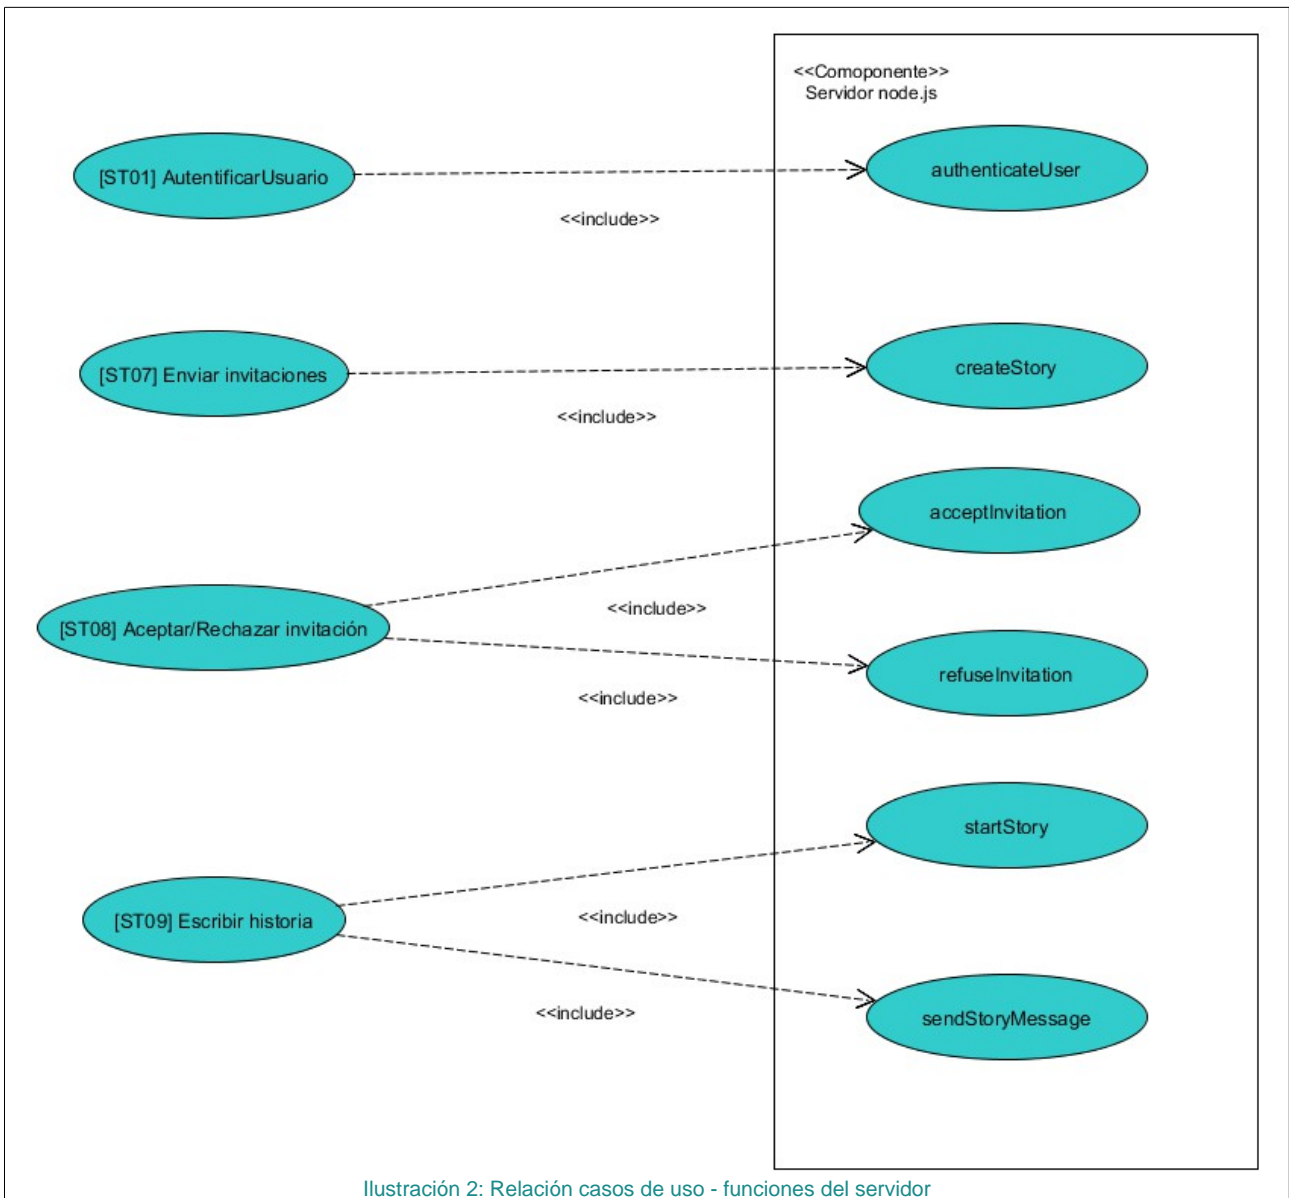 <<Comoponente>>
Servidor node.js
[ST01] AutentificarUsuario
authenticateUser
<<include>>
[ST07] Enviar invitaciones
createStory
<<include>>
acceptInvitation
<<include>>
[ST08] Aceptar/Rechazar invitación
refuseInvitation
<<include>>
startStory
<<include>>
[ST09] Escribir historia
<<include>>
sendStoryMessage
Ilustración 2: Relación casos de uso - funciones del servidor